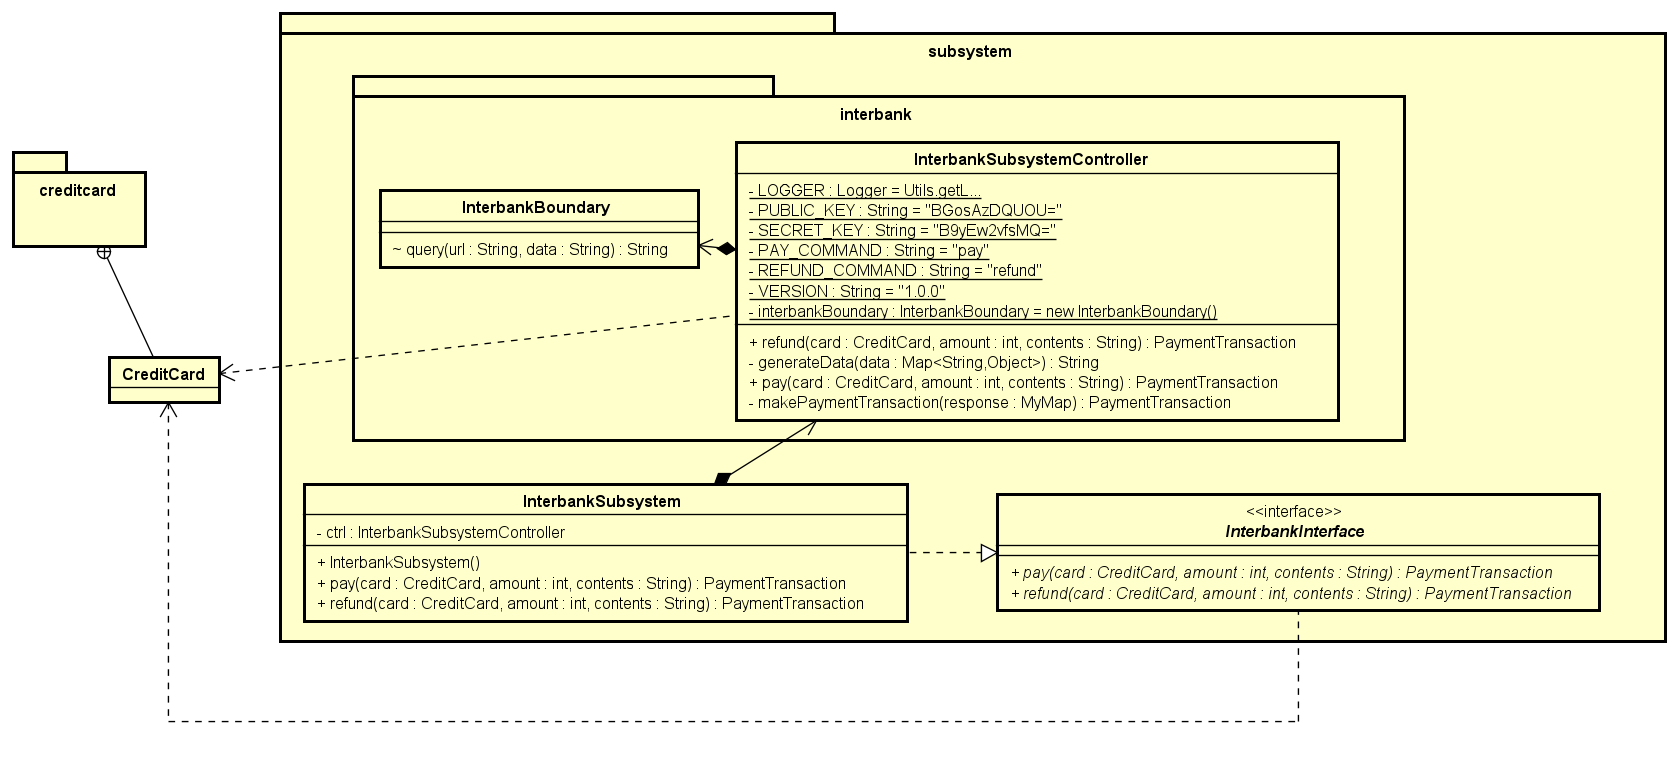 subsystem
interbank
creditcard
InterbankSubsystemController
- LOGGER : Logger = Utils.getL...
- PUBLIC_KEY : String = "BGosAzDQUOU="
- SECRET_KEY : String = "B9yEw2vfsMQ="
- PAY_COMMAND : String = "pay"
- REFUND_COMMAND : String = "refund"
- VERSION : String = "1.0.0"
- interbankBoundary : InterbankBoundary = new InterbankBoundary()
+ refund(card : CreditCard, amount : int, contents : String) : PaymentTransaction
- generateData(data : Map<String,Object>) : String
+ pay(card : CreditCard, amount : int, contents : String) : PaymentTransaction
- makePaymentTransaction(response : MyMap) : PaymentTransaction
InterbankBoundary
~ query(url : String, data : String) : String
CreditCard
InterbankSubsystem
- ctrl : InterbankSubsystemController
+ InterbankSubsystem()
+ pay(card : CreditCard, amount : int, contents : String) : PaymentTransaction
+ refund(card : CreditCard, amount : int, contents : String) : PaymentTransaction
<<interface>>
InterbankInterface
+ pay(card : CreditCard, amount : int, contents : String) : PaymentTransaction
+ refund(card : CreditCard, amount : int, contents : String) : PaymentTransaction